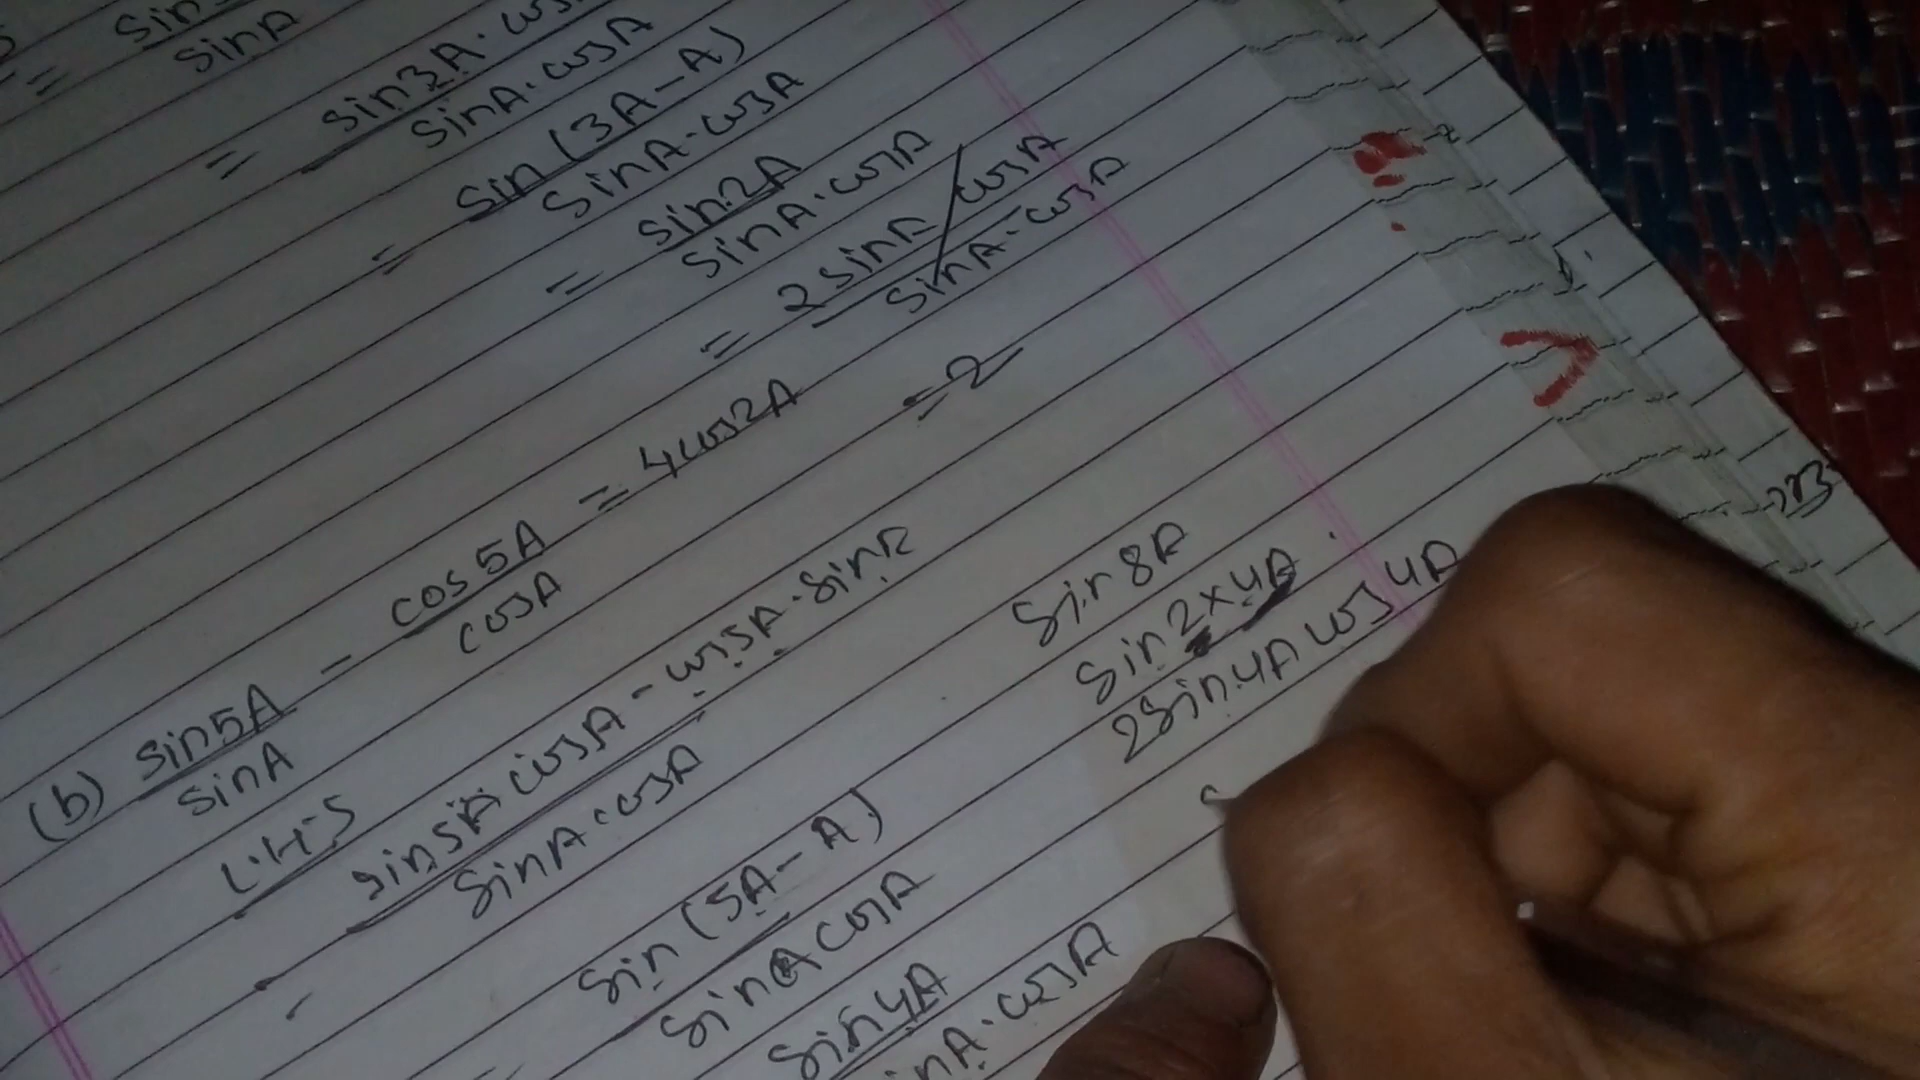 sinA
= sin3A.
sinA.cosA
= sin(3A-A)
sinA.cosA
= sin2A
sinA.cosA
= 2sinA cosA
sinA.cosA
= 2
(b) sin5A - cos5A = 4cos2A
sinA cosA
L.H.S
sin5A cosA - cosA.sinA
sinA.cosA
sin8A
sin2×4A
2sin4A cos4A
sin(5A-A)
sinA cosA
= sin4A
inA.cosA